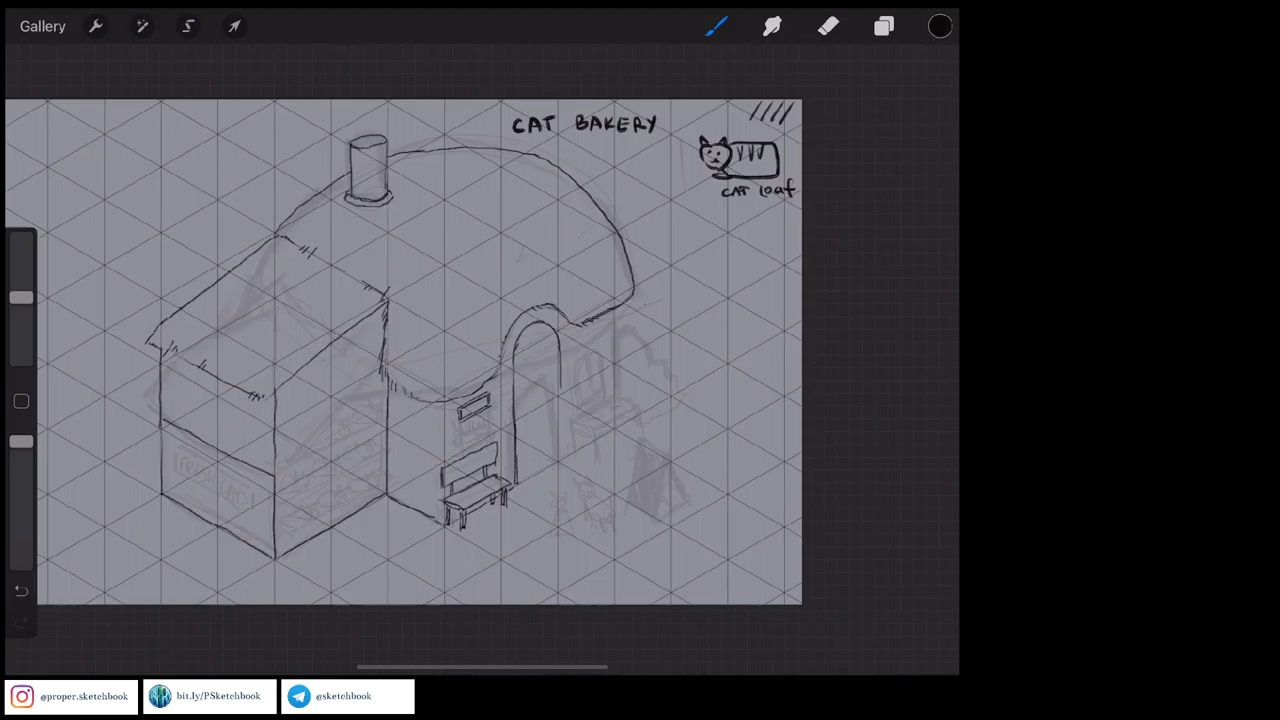 Gallery
CAT BAKERY
CAT loaf
@proper.sketchbook
bit.ly/PSketchbook
@sketchbook